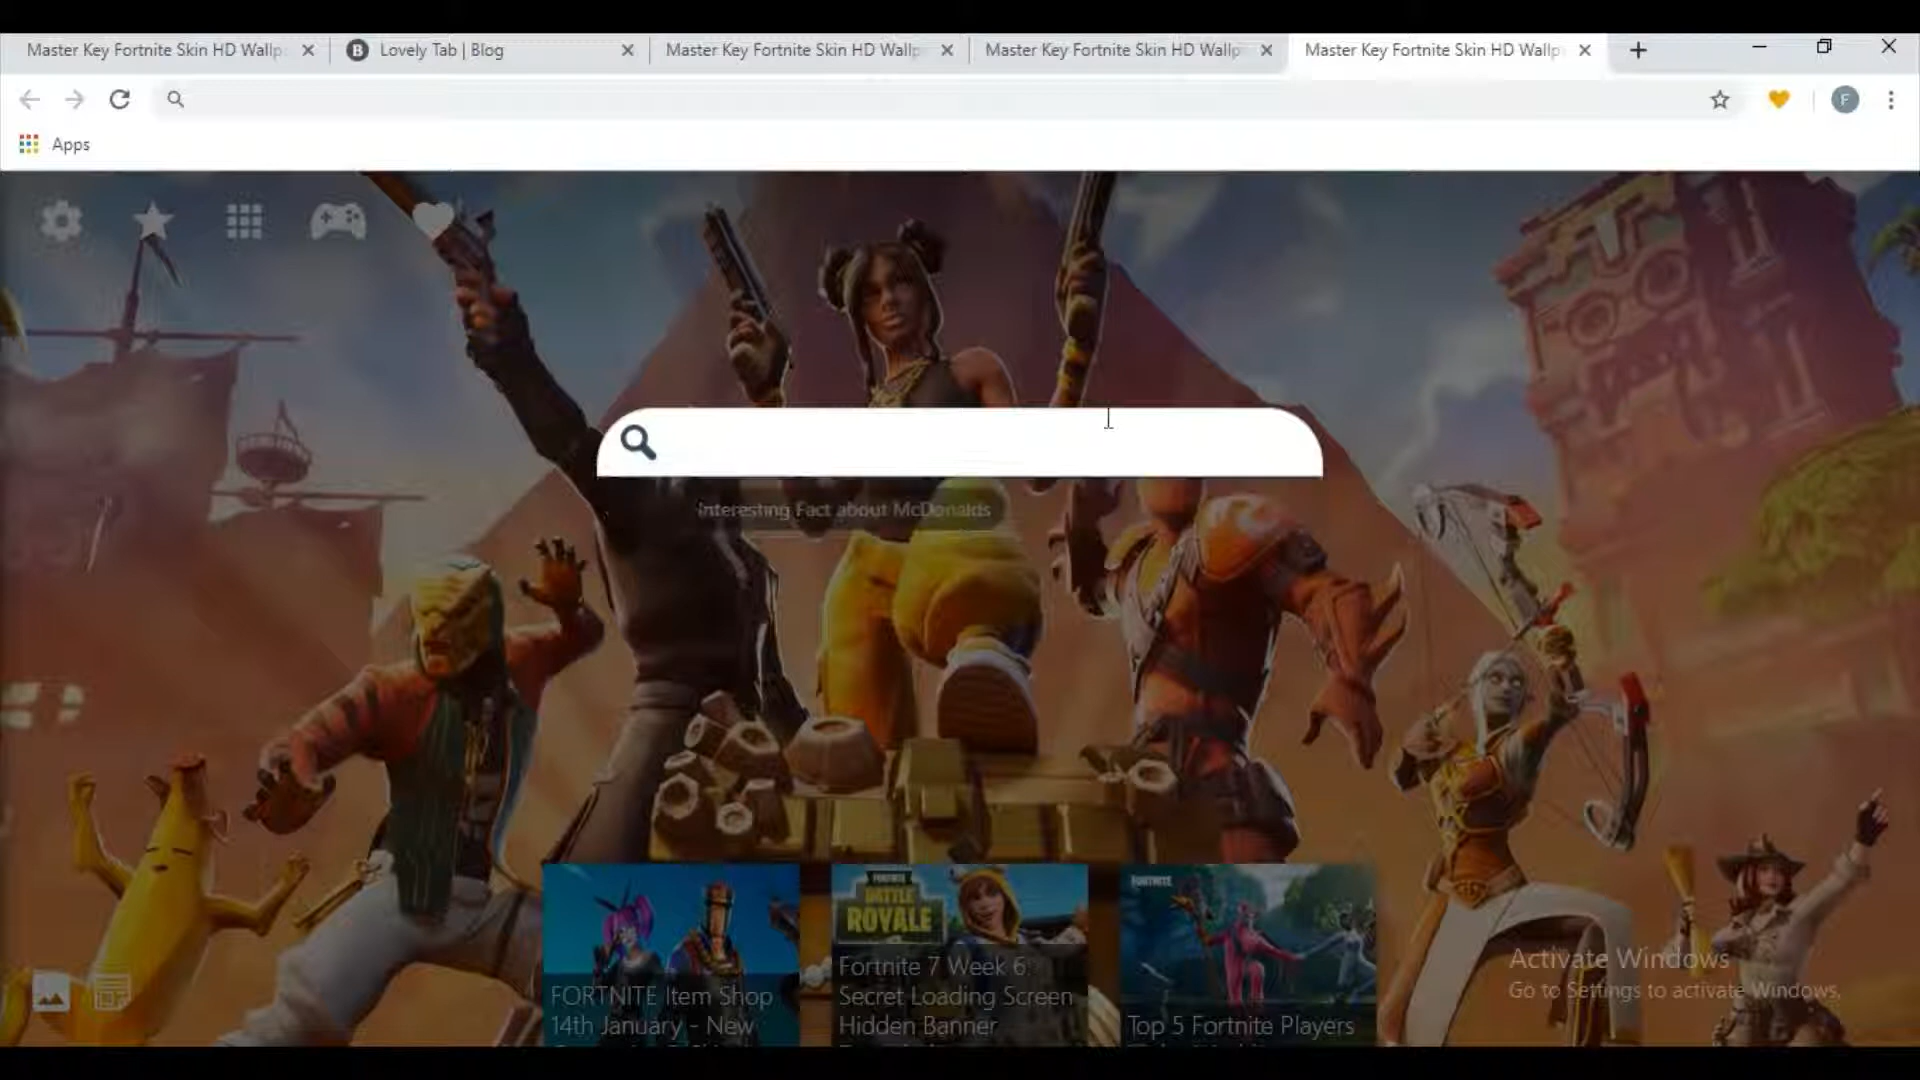 Master Key Fortnite Skin HD Wallp
Lovely Tab | Blog
Master Key Fortnite Skin HD Wallp
Master Key Fortnite Skin HD Wallp
Master Key Fortnite Skin HD Wallp
F
Apps
Interesting Fact about McDonalds
FORTNITE Item Shop
14th January - New
FORTNITE
BATTLE
ROYALE
Fortnite 7 Week 6:
Secret Loading Screen
Hidden Banner
FORTNITE
Top 5 Fortnite Players
Activate Windows
Go to Settings to activate Windows.